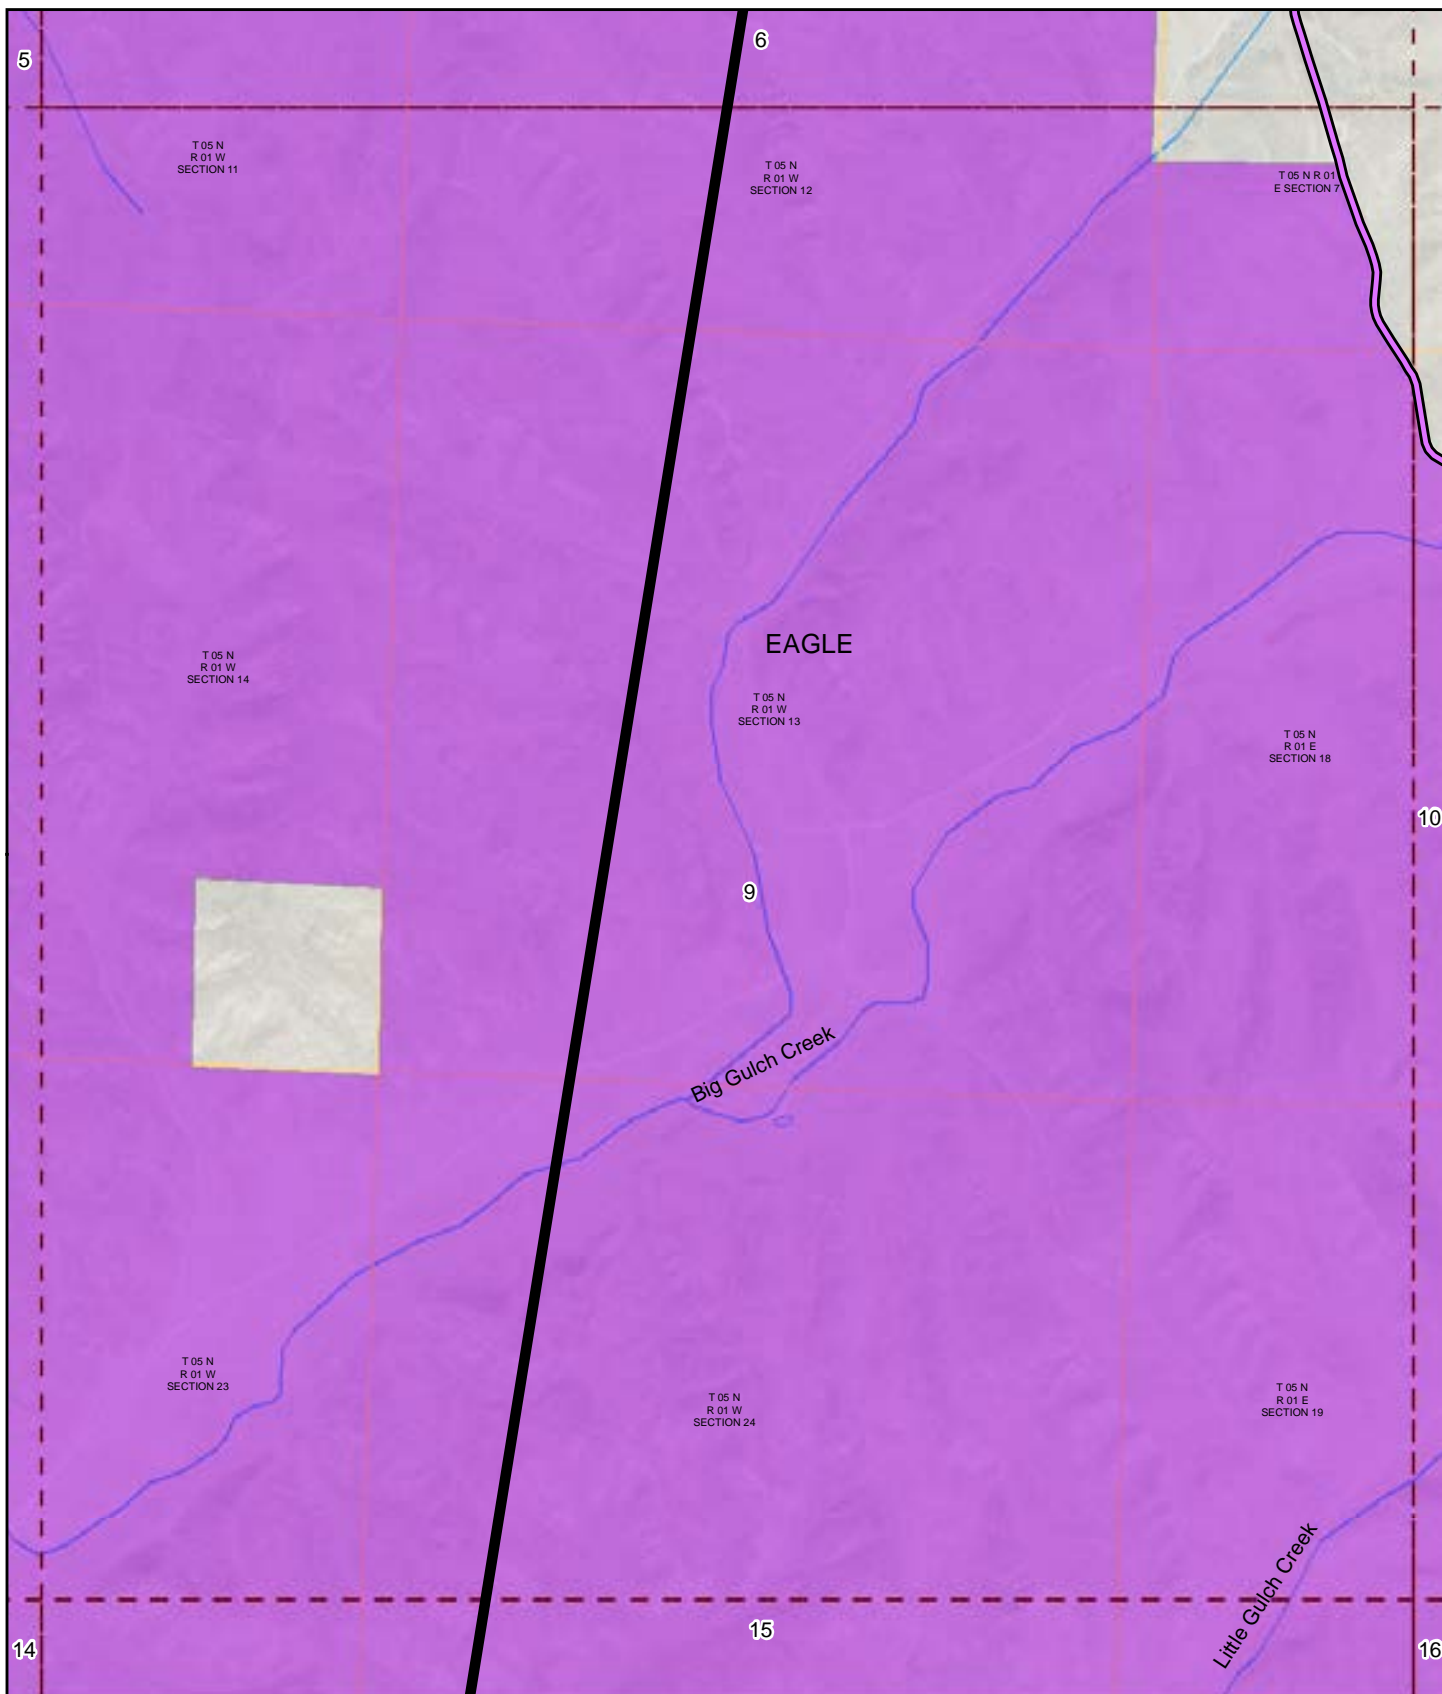 6
5
T 05 N
R 01 W
SECTION 11
T 05 N
R 01 W
SECTION 12
T 05 N R 01
E SECTION 7
EAGLE
T 05 N
R 01 W
SECTION 14
T 05 N
R 01 W
SECTION 13
T 05 N
R 01 E
SECTION 18
10
9
Big Gulch Creek
T 05 N
R 01 W
SECTION 23
T 05 N
R 01 W
SECTION 24
T 05 N
R 01 E
SECTION 19
Little Gulch Creek
14
15
16